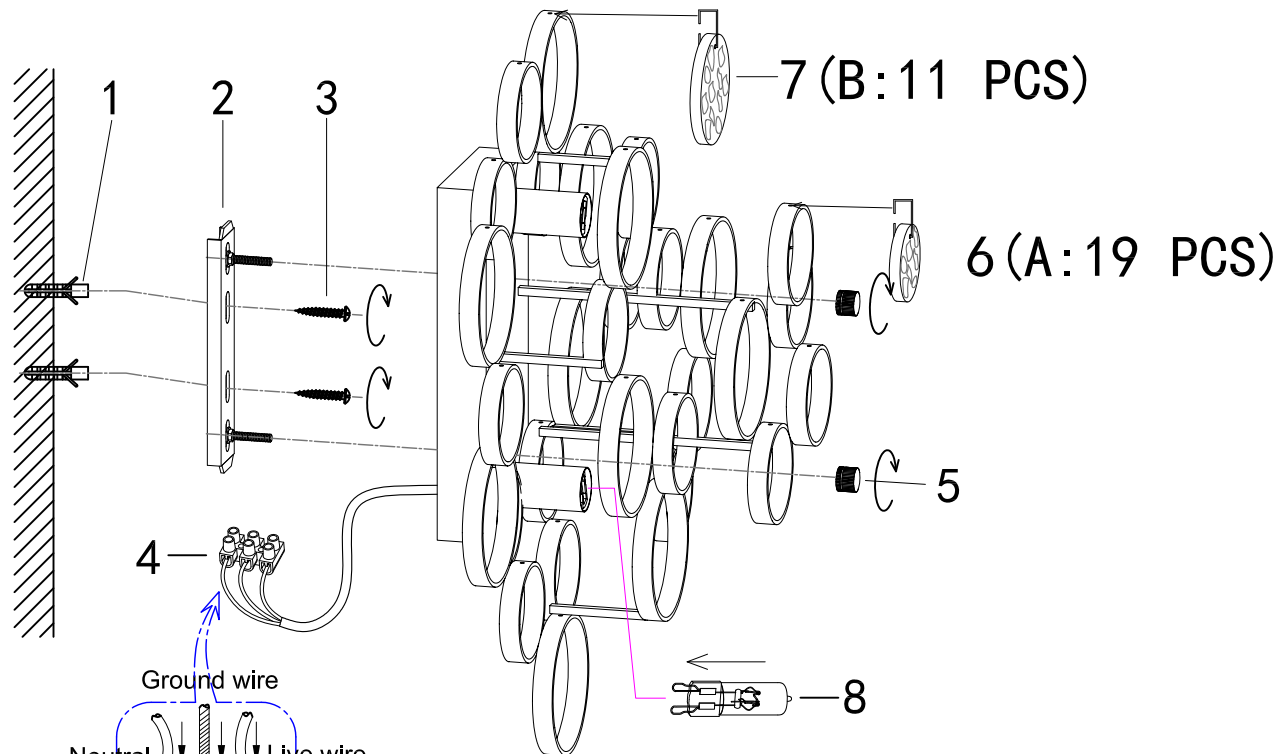 7(B:11 PCS)
1
2
3
6(A:19 PCS)
5
4
Ground wire
8
Neutral
Live wire